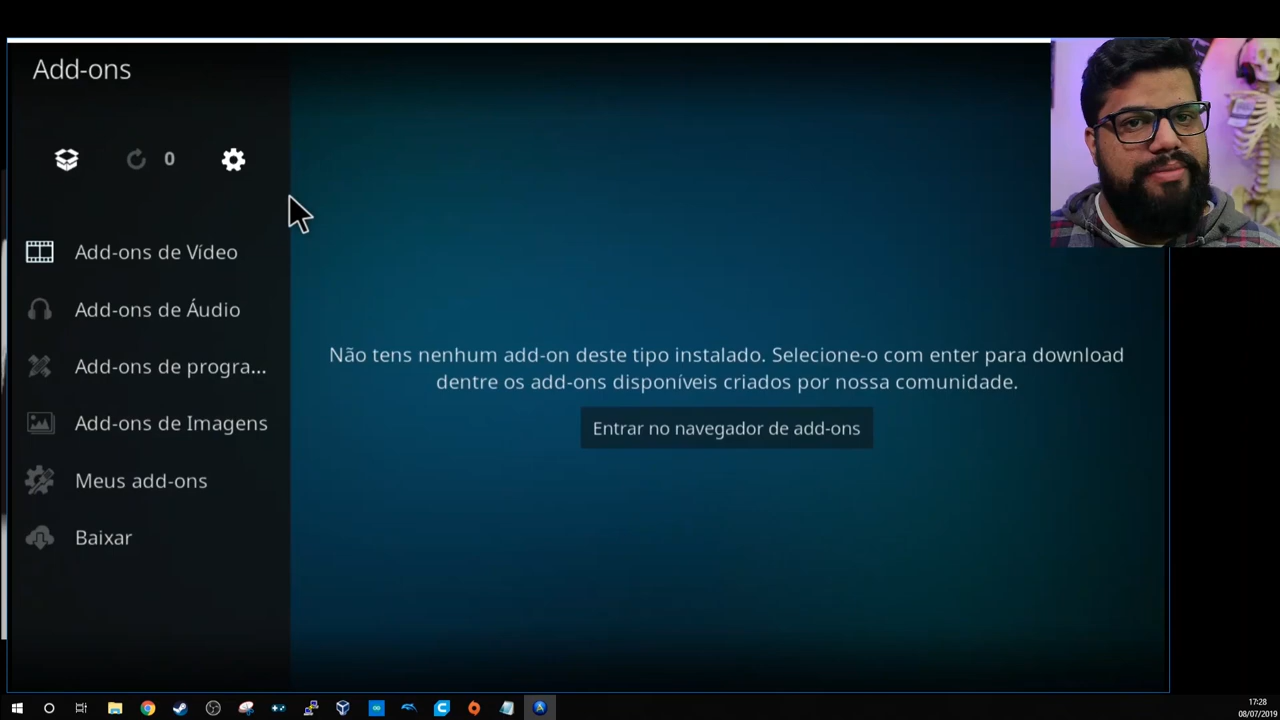 Add-ons
0
Add-ons de Vídeo
Add-ons de Áudio
Add-ons de progra...
Add-ons de Imagens
Meus add-ons
Baixar
Não tens nenhum add-on deste tipo instalado. Selecione-o com enter para download
dentre os add-ons disponíveis criados por nossa comunidade.
Entrar no navegador de add-ons
17:28
08/07/2019